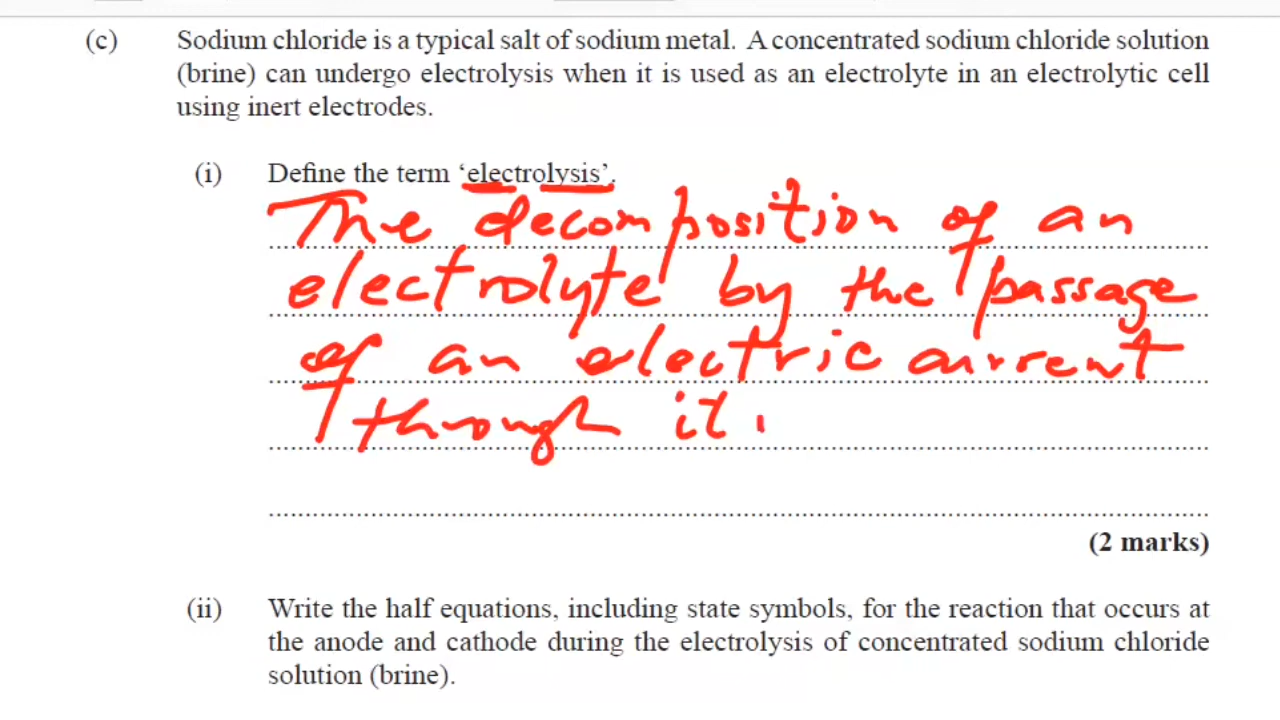 (c) Sodium chloride is a typical salt of sodium metal. A concentrated sodium chloride solution
(brine) can undergo electrolysis when it is used as an electrolyte in an electrolytic cell
using inert electrodes.
(i) Define the term ‘electrolysis’.
The decomposition of an
electrolyte by the passage
of an electric current
through it.
(2 marks)
(ii) Write the half equations, including state symbols, for the reaction that occurs at
the anode and cathode during the electrolysis of concentrated sodium chloride
solution (brine).